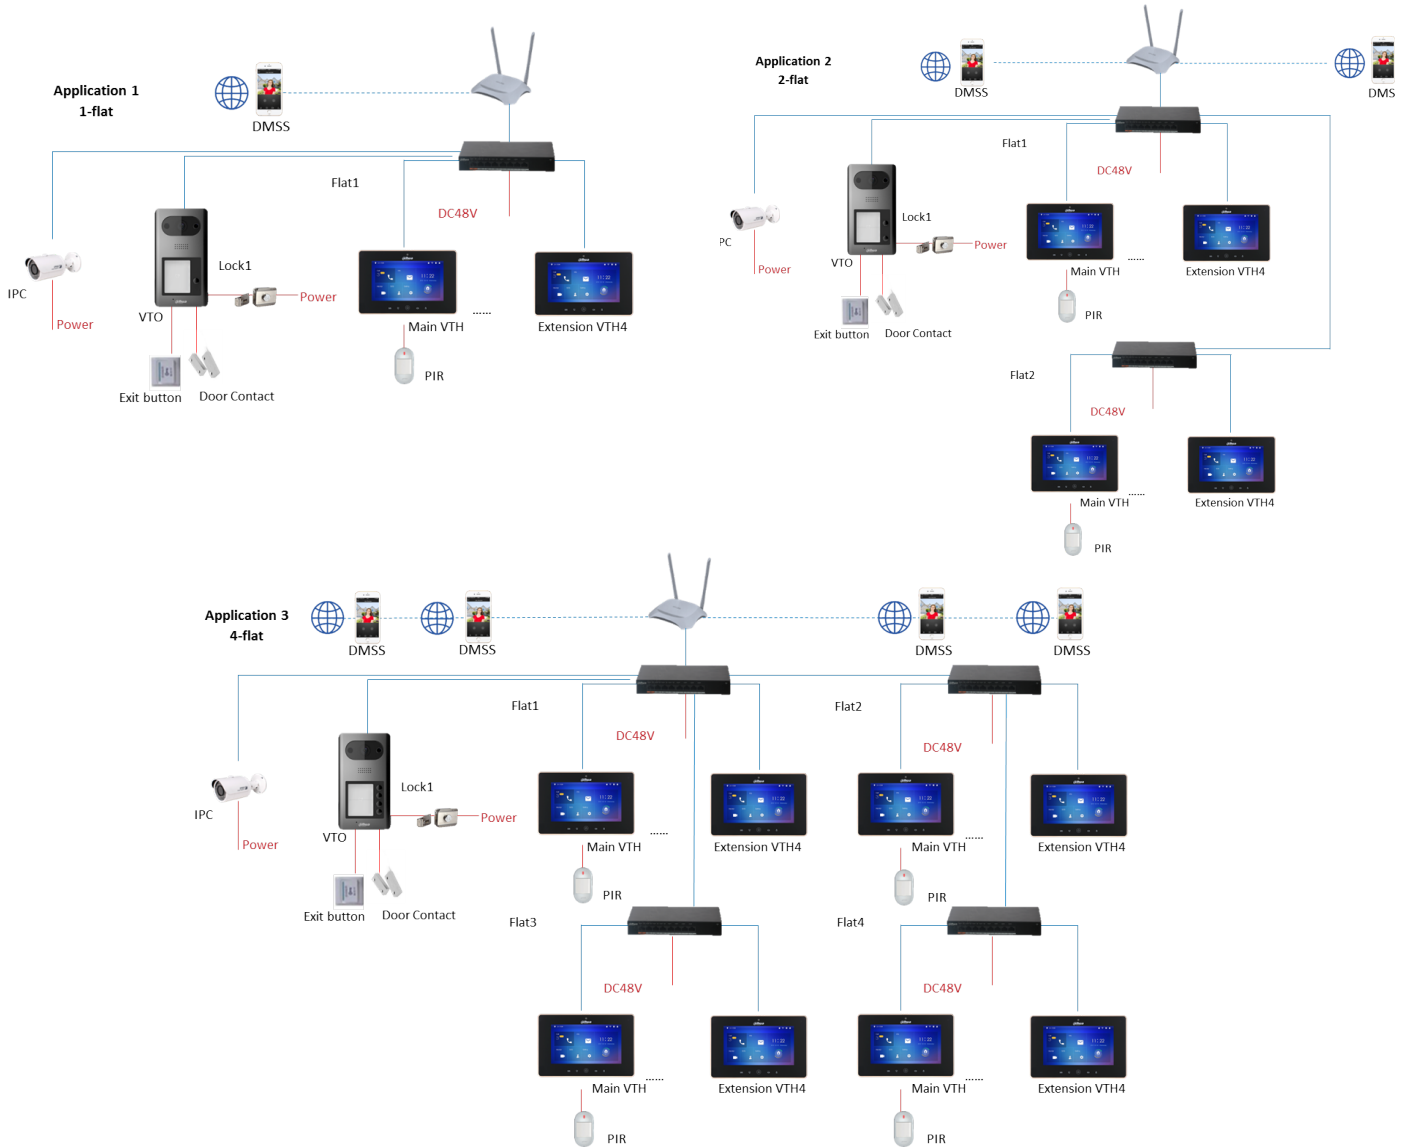 Application 1
1-flat
DMSS
Flat1
DC48V
Lock1
IPC
Power
VTO
Power
Main VTH
......
Extension VTH4
PIR
Exit button
Door Contact
Application 2
2-flat
DMSS
DMS
Flat1
DC48V
Lock1
PC
Power
VTO
Power
Main VTH
......
Extension VTH4
PIR
Exit button
Door Contact
Flat2
DC48V
Main VTH
......
Extension VTH4
PIR
Application 3
4-flat
DMSS
DMSS
DMSS
DMSS
Flat1
DC48V
Flat2
DC48V
Lock1
IPC
Power
VTO
Power
Main VTH
......
Extension VTH4
Main VTH
......
Extension VTH4
PIR
PIR
Exit button
Door Contact
Flat3
DC48V
Flat4
DC48V
Main VTH
......
Extension VTH4
Main VTH
......
Extension VTH4
PIR
PIR